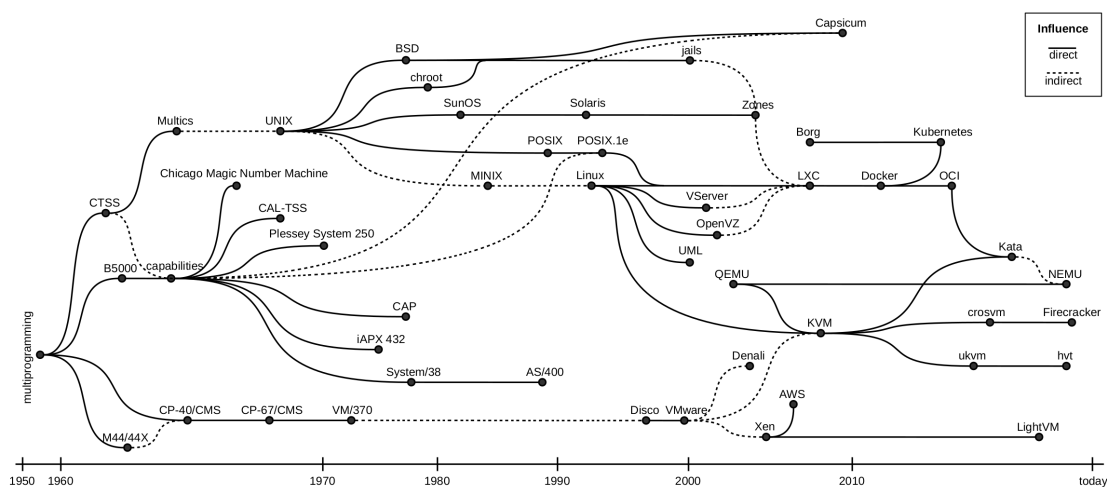 Capsicum
Influence
direct
indirect
BSD
jails
chroot
SunOS
Solaris
Zones
Multics
UNIX
Borg
Kubernetes
POSIX
POSIX.1e
Chicago Magic Number Machine
MINIX
Linux
LXC
Docker
OCI
VServer
CTSS
CAL-TSS
OpenVZ
Plessey System 250
UML
Kata
B5000
capabilities
QEMU
NEMU
CAP
crosvm
Firecracker
KVM
multiprogramming
iAPX 432
Denali
ukvm
hvt
System/38
AS/400
AWS
CP-40/CMS
CP-67/CMS
VM/370
Disco
VMware
Xen
LightVM
M44/44X
1950
1960
1970
1980
1990
2000
2010
today